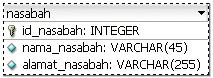 nasabah
id_nasabah: INTEGER
nama_nasabah: VARCHAR(45)
alamat_nasabah: VARCHAR(255)